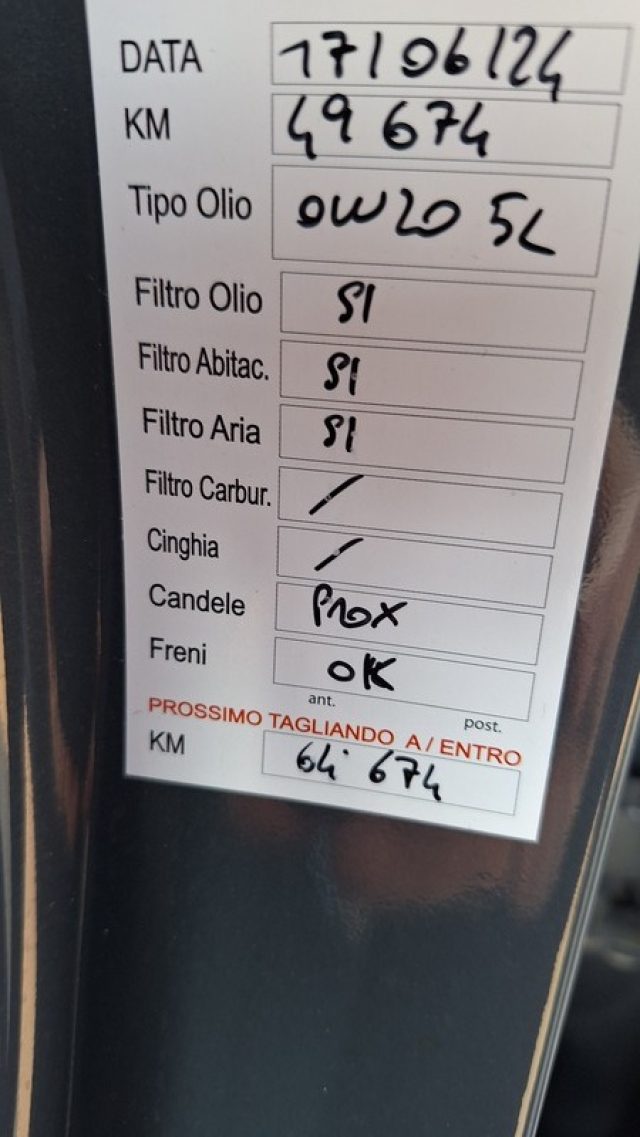 DATA 17/06/24
KM 49 674
Tipo Olio 0W20 5L
Filtro Olio SI
Filtro Abitac. SI
Filtro Aria SI
Filtro Carbur. /
Cinghia /
Candele Prox
Freni OK
ant. post.
PROSSIMO TAGLIANDO A / ENTRO
KM 64·674